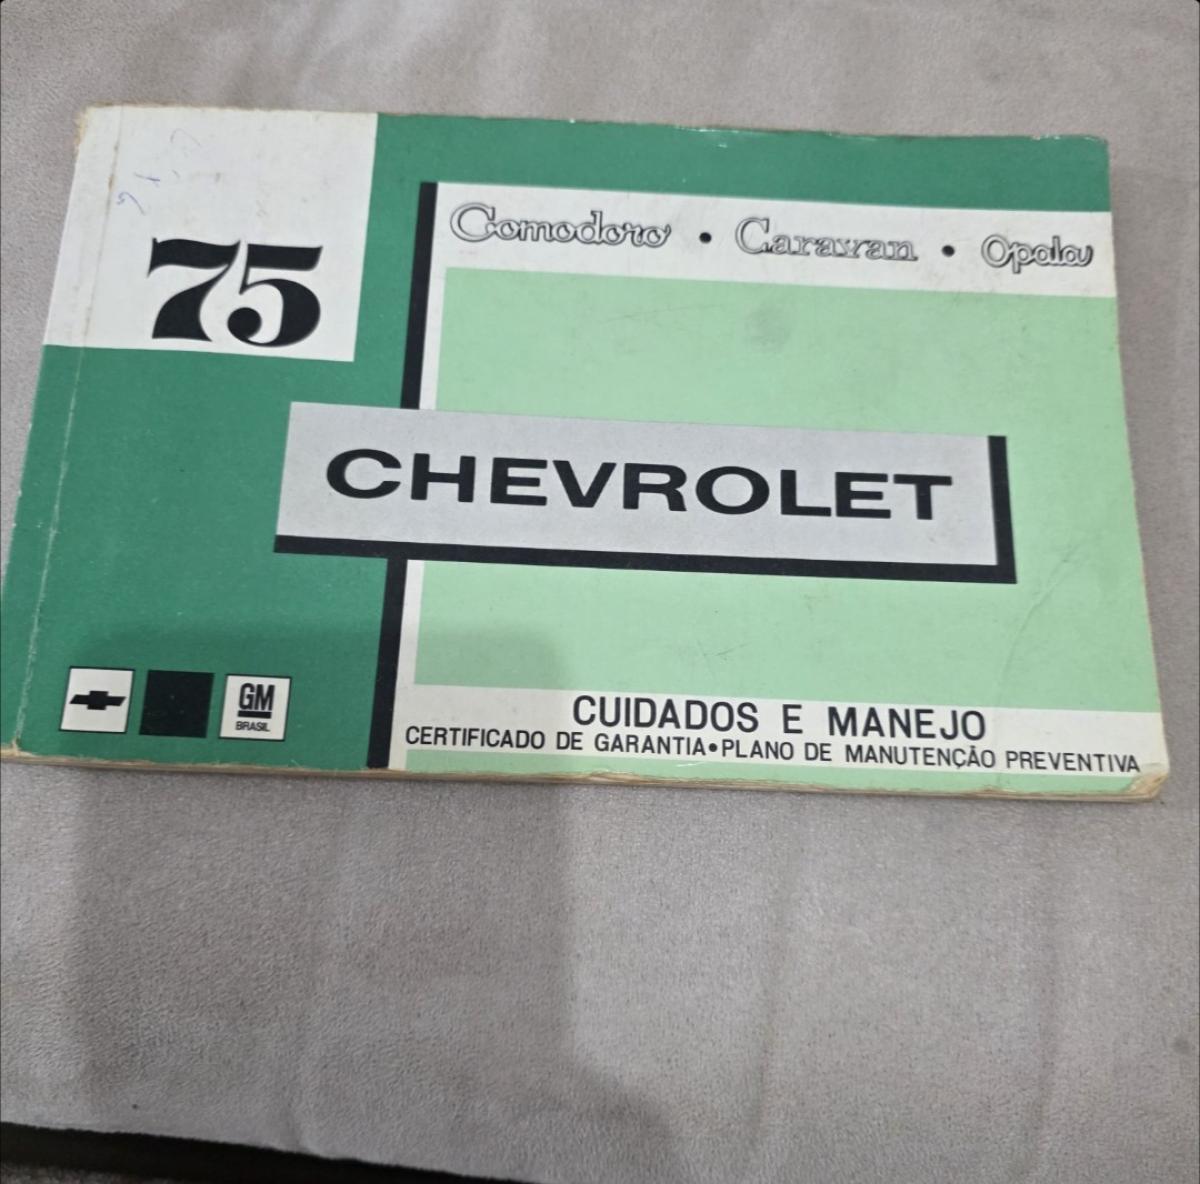 75
Comodoro • Caravan • Opala
CHEVROLET
GM
BRASIL
CUIDADOS E MANEJO
CERTIFICADO DE GARANTIA•PLANO DE MANUTENÇÃO PREVENTIVA